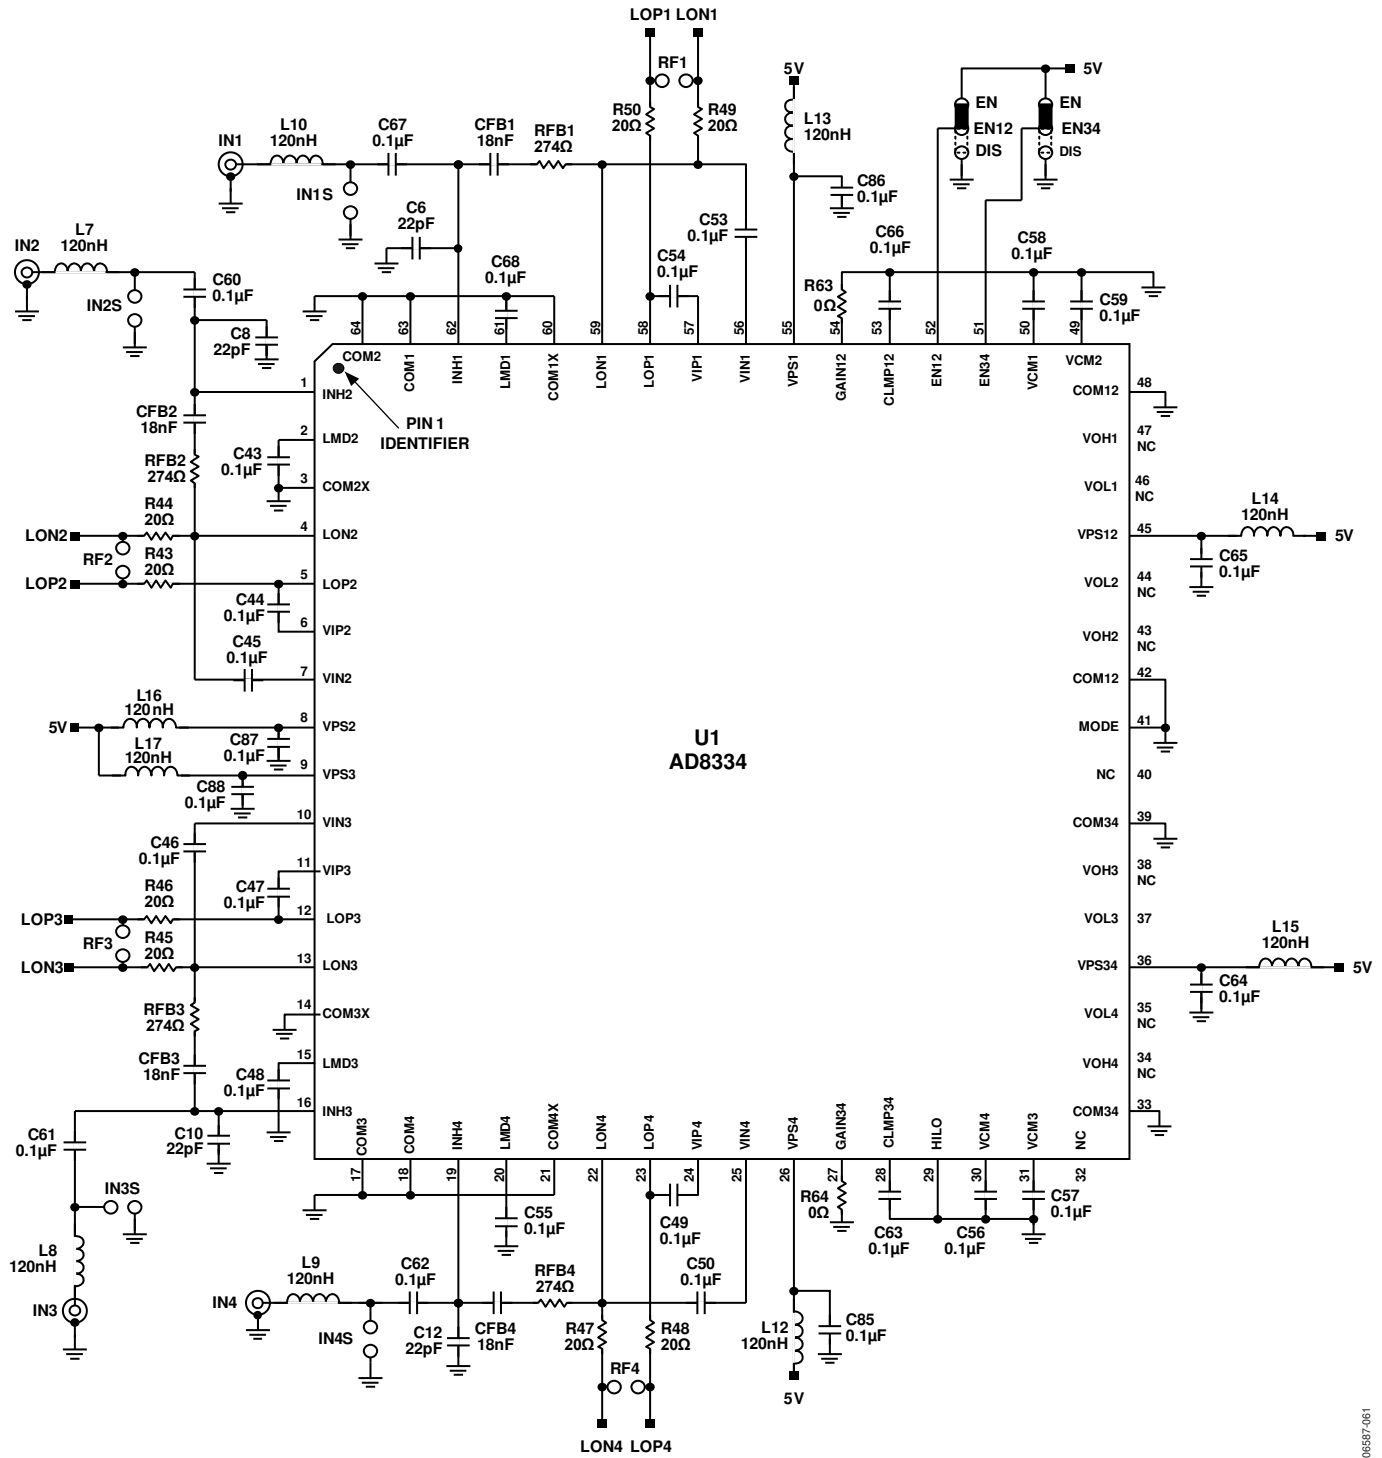 LOP1 LON1
RF1
R50
20Ω
R49
20Ω
5V
L13
120nH
5V
EN
EN12
DIS
EN
EN34
DIS
IN1
L10
120nH
C67
0.1µF
CFB1
18nF
RFB1
274Ω
IN1S
C6
22pF
C53
0.1µF
C86
0.1µF
C66
0.1µF
C58
0.1µF
IN2
L7
120nH
C60
0.1µF
IN2S
C8
22pF
C68
0.1µF
C54
0.1µF
R63
0Ω
C59
0.1µF
64
63
62
61
60
59
58
57
56
55
54
53
52
51
50
49
COM2
COM1
INH1
LMD1
COM1X
LON1
LOP1
VIP1
VIN1
VPS1
GAIN12
CLMP12
EN12
EN34
VCM1
VCM2
PIN 1
IDENTIFIER
1
INH2
CFB2
18nF
2
LMD2
C43
0.1µF
RFB2
274Ω
3
COM2X
R44
20Ω
LON2
4
LON2
RF2
R43
20Ω
LOP2
5
LOP2
C44
0.1µF
6
VIP2
C45
0.1µF
7
VIN2
L16
120nH
5V
8
VPS2
L17
120nH
C87
0.1µF
9
VPS3
C88
0.1µF
10
VIN3
C46
0.1µF
11
VIP3
R46
20Ω
C47
0.1µF
LOP3
12
LOP3
RF3
R45
20Ω
LON3
13
LON3
RFB3
274Ω
14
COM3X
CFB3
18nF
15
LMD3
C48
0.1µF
16
INH3
C61
0.1µF
C10
22pF
IN3S
L8
120nH
IN3
U1
AD8334
COM12
48
VOH1
47
NC
VOL1
46
NC
VPS12
45
L14
120nH
5V
C65
0.1µF
VOL2
44
NC
VOH2
43
NC
COM12
42
MODE
41
NC
40
COM34
39
VOH3
38
NC
VOL3
37
VPS34
36
L15
120nH
5V
C64
0.1µF
VOL4
35
NC
VOH4
34
NC
COM34
33
COM3
COM4
INH4
LMD4
COM4X
LON4
LOP4
VIP4
VIN4
VPS4
GAIN34
CLMP34
HILO
VCM4
VCM3
NC
17
18
19
20
21
22
23
24
25
26
27
28
29
30
31
32
C55
0.1µF
C49
0.1µF
R64
0Ω
C63
0.1µF
C56
0.1µF
C57
0.1µF
IN4
L9
120nH
C62
0.1µF
RFB4
274Ω
C50
0.1µF
IN4S
C12
22pF
CFB4
18nF
R47
20Ω
R48
20Ω
RF4
L12
120nH
C85
0.1µF
5V
LON4 LOP4
06587-061